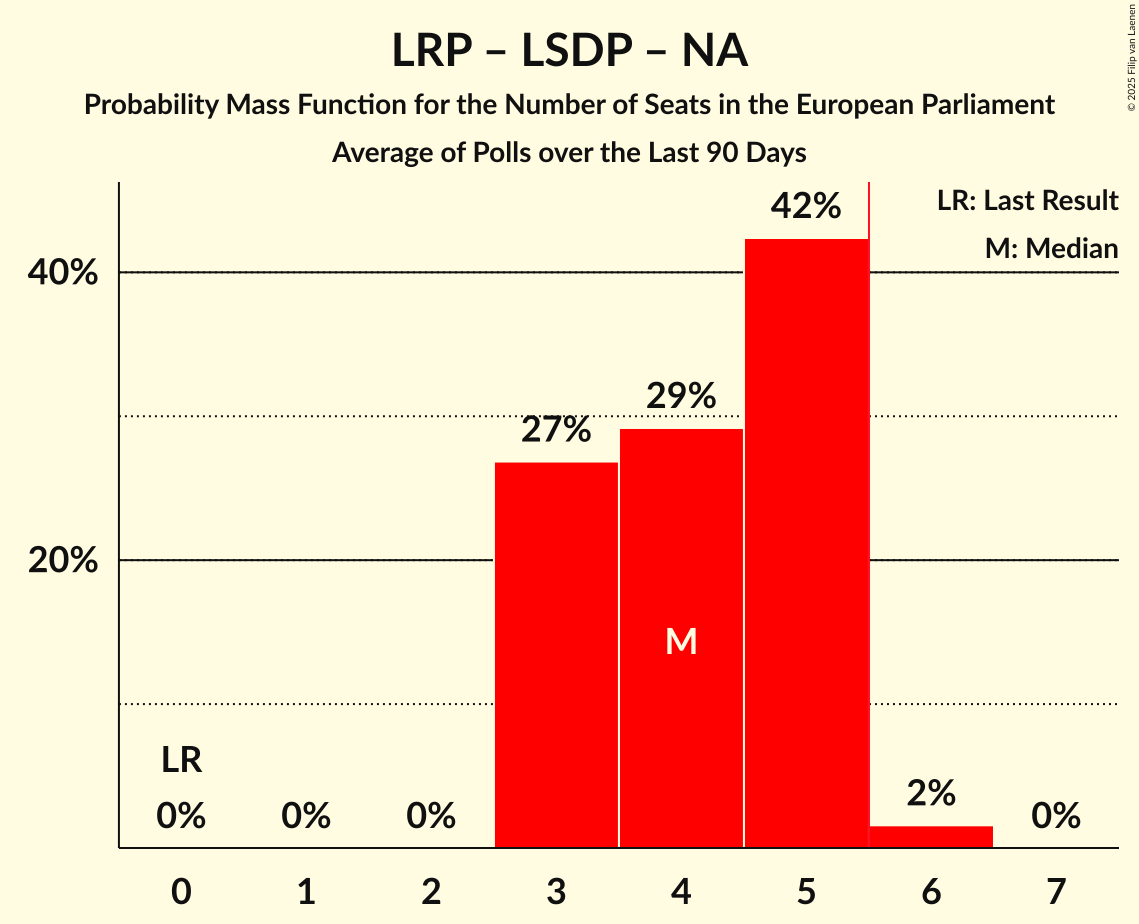 LRP – LSDP – NA
Probability Mass Function for the Number of Seats in the European Parliament
Average of Polls over the Last 90 Days
© 2025 Filip van Laenen
LR: Last Result
M: Median
42%
40%
29%
27%
20%
M
LR
0%
0%
0%
2%
0%
0
1
2
3
4
5
6
7